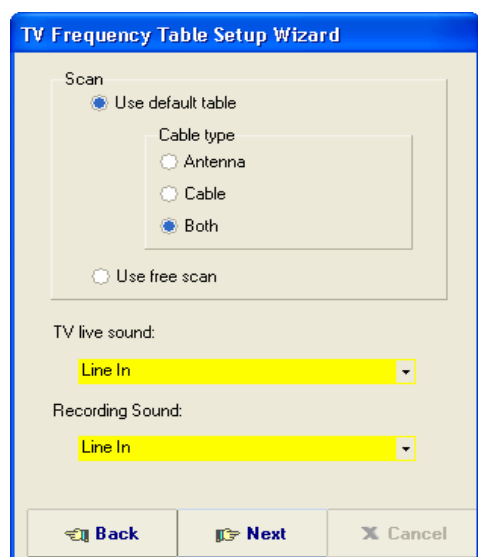 TV Frequency Table Setup Wizard
Scan
Use default table
Cable type
Antenna
Cable
Both
Use free scan
TV live sound:
Line In
Recording Sound:
Line In
Back Next X Cancel